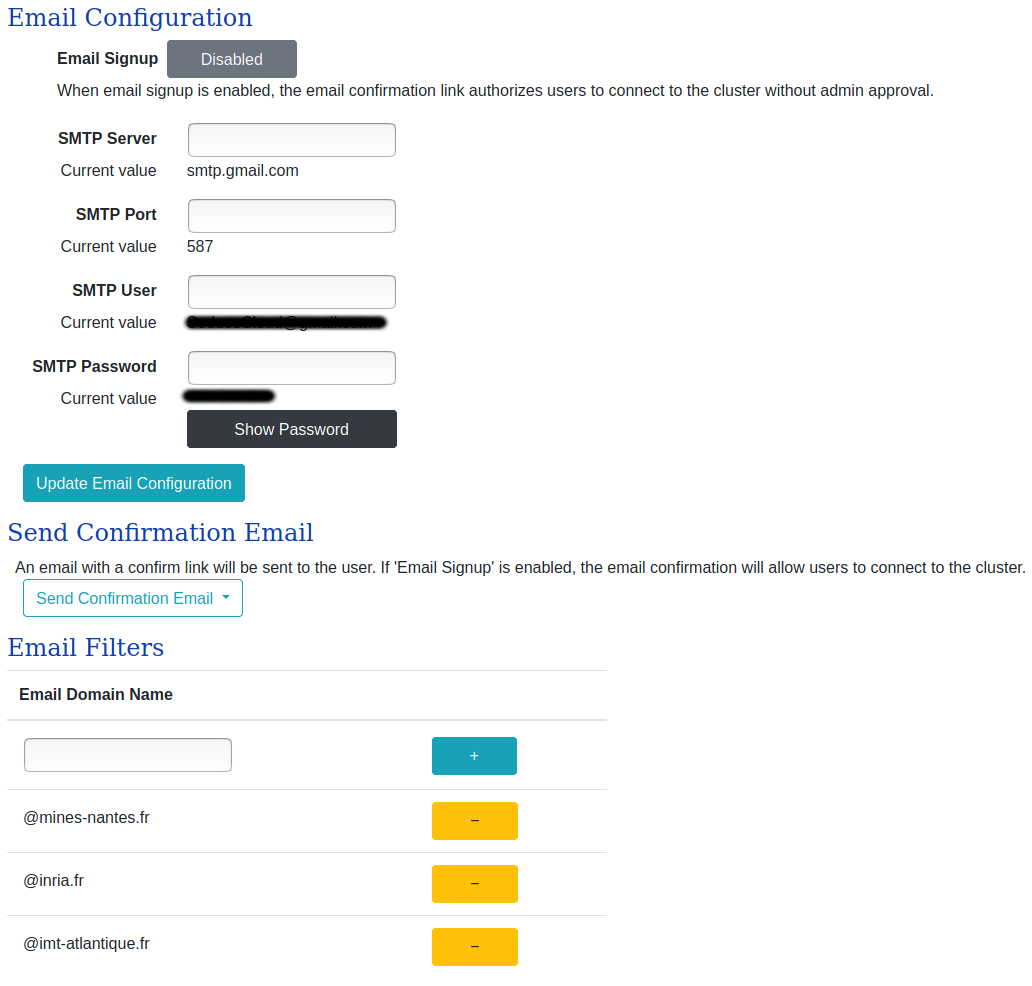 Email Configuration
Email Signup Disabled
When email signup is enabled, the email confirmation link authorizes users to connect to the cluster without admin approval.
SMTP Server
Current value smtp.gmail.com
SMTP Port
Current value 587
SMTP User
Current value
SMTP Password
Current value
Show Password
Update Email Configuration
Send Confirmation Email
An email with a confirm link will be sent to the user. If 'Email Signup' is enabled, the email confirmation will allow users to connect to the cluster.
Send Confirmation Email
Email Filters
Email Domain Name
+
@mines-nantes.fr –
@inria.fr –
@imt-atlantique.fr –